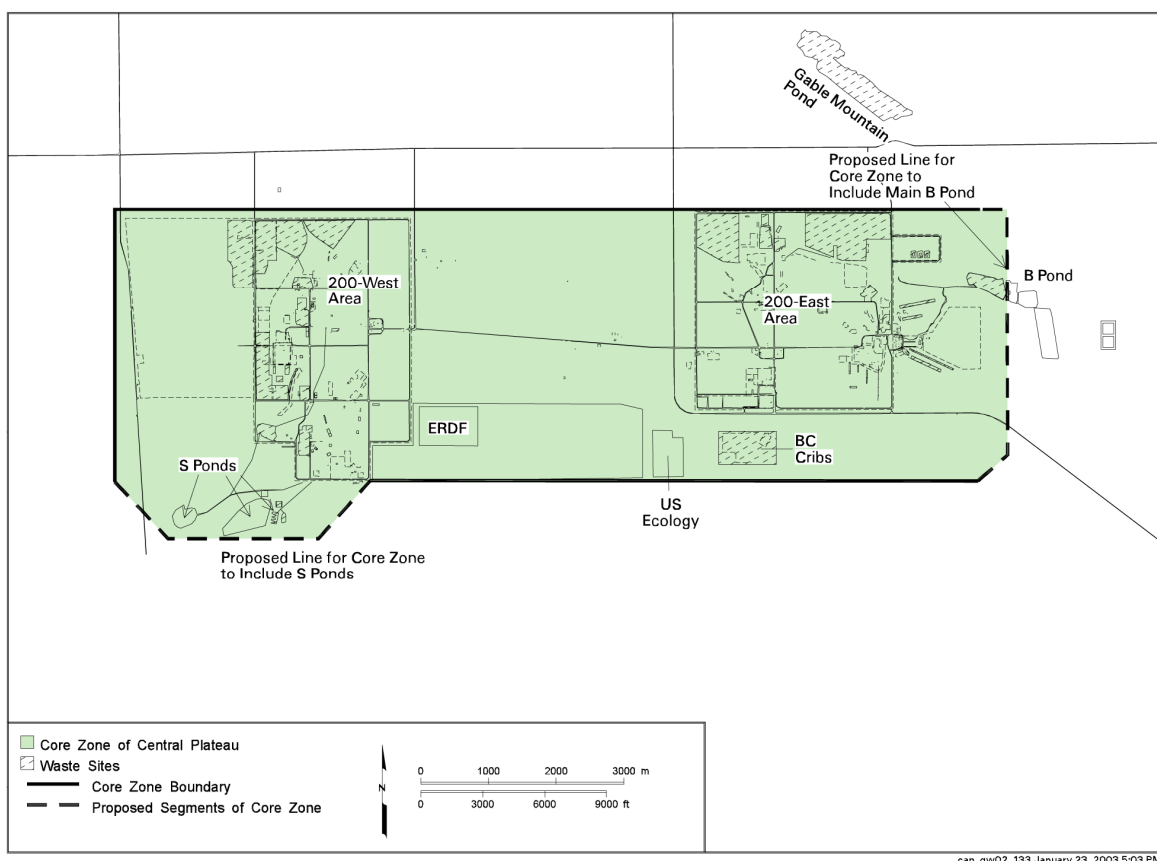 Gable Mountain
Pond
Proposed Line for
Core Zone to
Include Main B Pond
B Pond
200-West
Area
200-East
Area
ERDF
BC
Cribs
S Ponds
US
Ecology
Proposed Line for Core Zone
to Include S Ponds
Core Zone of Central Plateau
Waste Sites
Core Zone Boundary
Proposed Segments of Core Zone
N
0 1000 2000 3000 m
0 3000 6000 9000 ft
can_gw02_133 January 23, 2003 5:03 PM